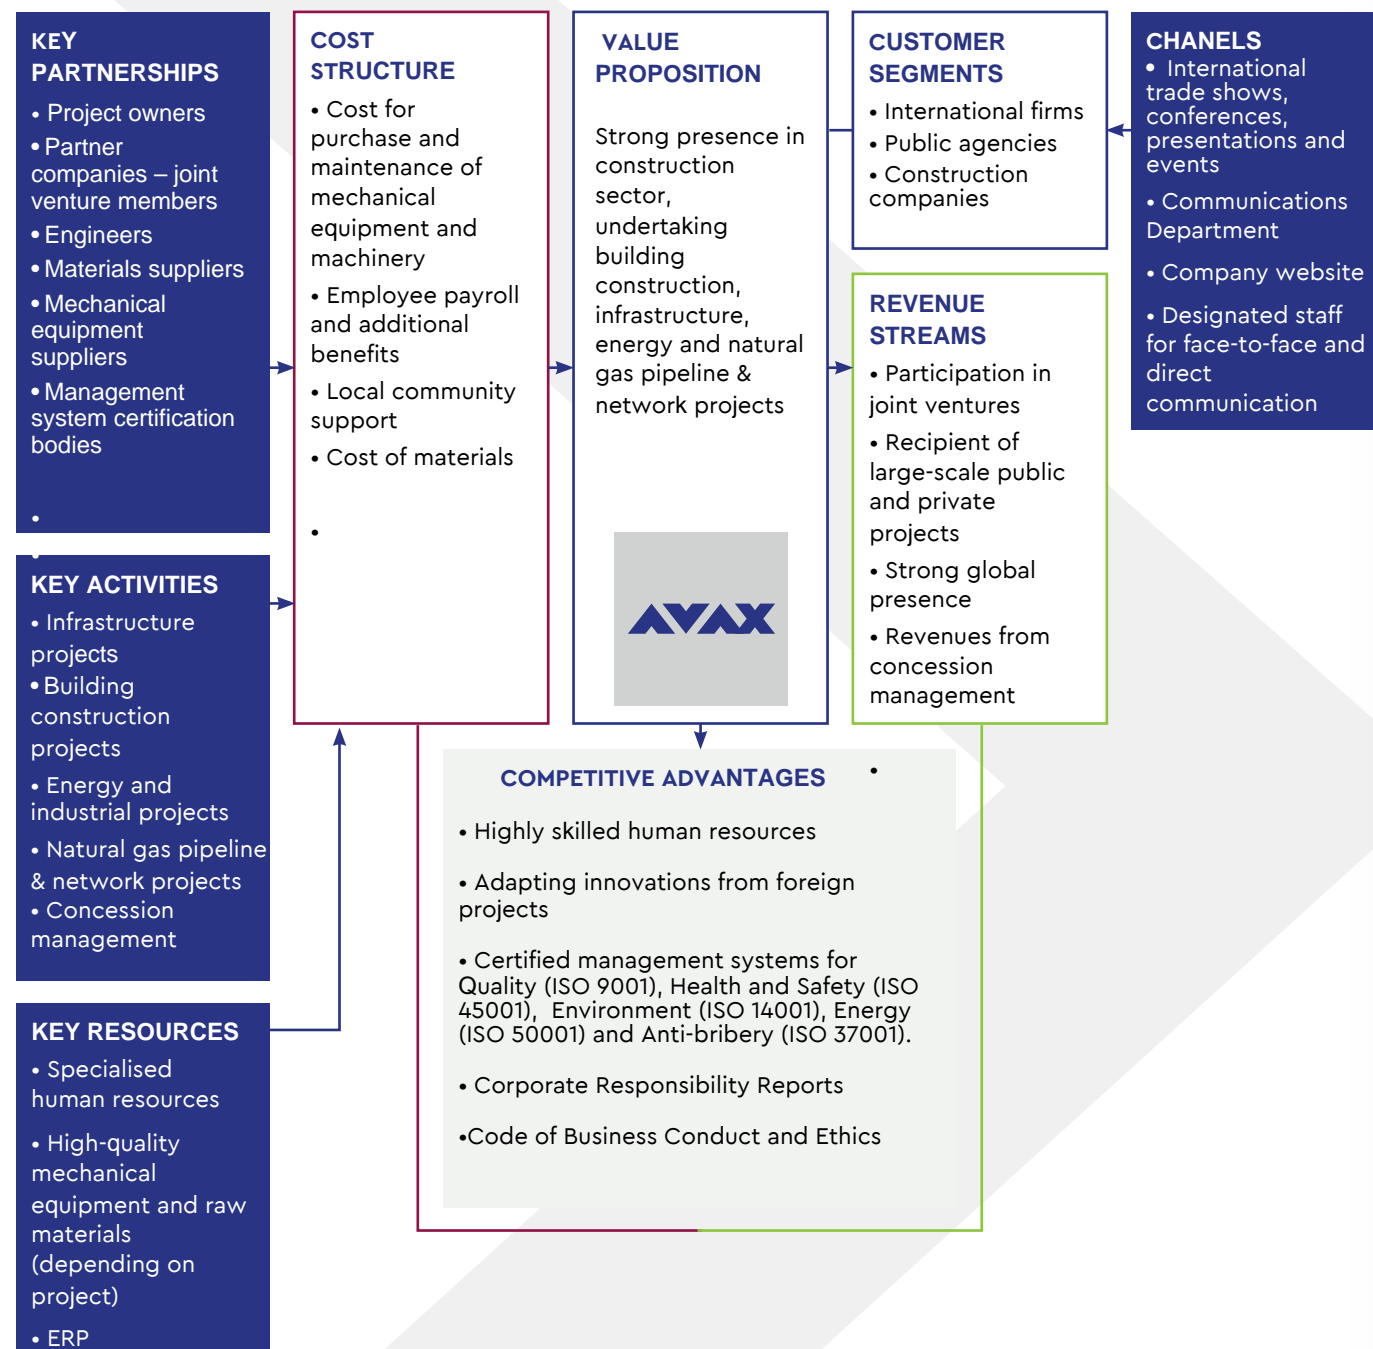 KEY
PARTNERSHIPS
• Project owners
• Partner
companies – joint
venture members
• Engineers
• Materials suppliers
• Mechanical
equipment
suppliers
• Management
system certification
bodies
•
•
KEY ACTIVITIES
• Infrastructure
projects
• Building
construction
projects
• Energy and
industrial projects
• Natural gas pipeline
& network projects
• Concession
management
KEY RESOURCES
• Specialised
human resources
• High-quality
mechanical
equipment and raw
materials
(depending on
project)
• ERP
COST
STRUCTURE
• Cost for
purchase and
maintenance of
mechanical
equipment and
machinery
• Employee payroll
and additional
benefits
• Local community
support
• Cost of materials
•
VALUE
PROPOSITION
Strong presence in
construction
sector,
undertaking
building
construction,
infrastructure,
energy and natural
gas pipeline &
network projects
AVAX
CUSTOMER
SEGMENTS
• International firms
• Public agencies
• Construction
companies
REVENUE
STREAMS
• Participation in
joint ventures
• Recipient of
large-scale public
and private
projects
• Strong global
presence
• Revenues from
concession
management
CHANELS
• International
trade shows,
conferences,
presentations and
events
• Communications
Department
• Company website
• Designated staff
for face-to-face and
direct
communication
COMPETITIVE ADVANTAGES •
• Highly skilled human resources
• Adapting innovations from foreign
projects
• Certified management systems for
Quality (ISO 9001), Health and Safety (ISO
45001), Environment (ISO 14001), Energy
(ISO 50001) and Anti-bribery (ISO 37001).
• Corporate Responsibility Reports
•Code of Business Conduct and Ethics